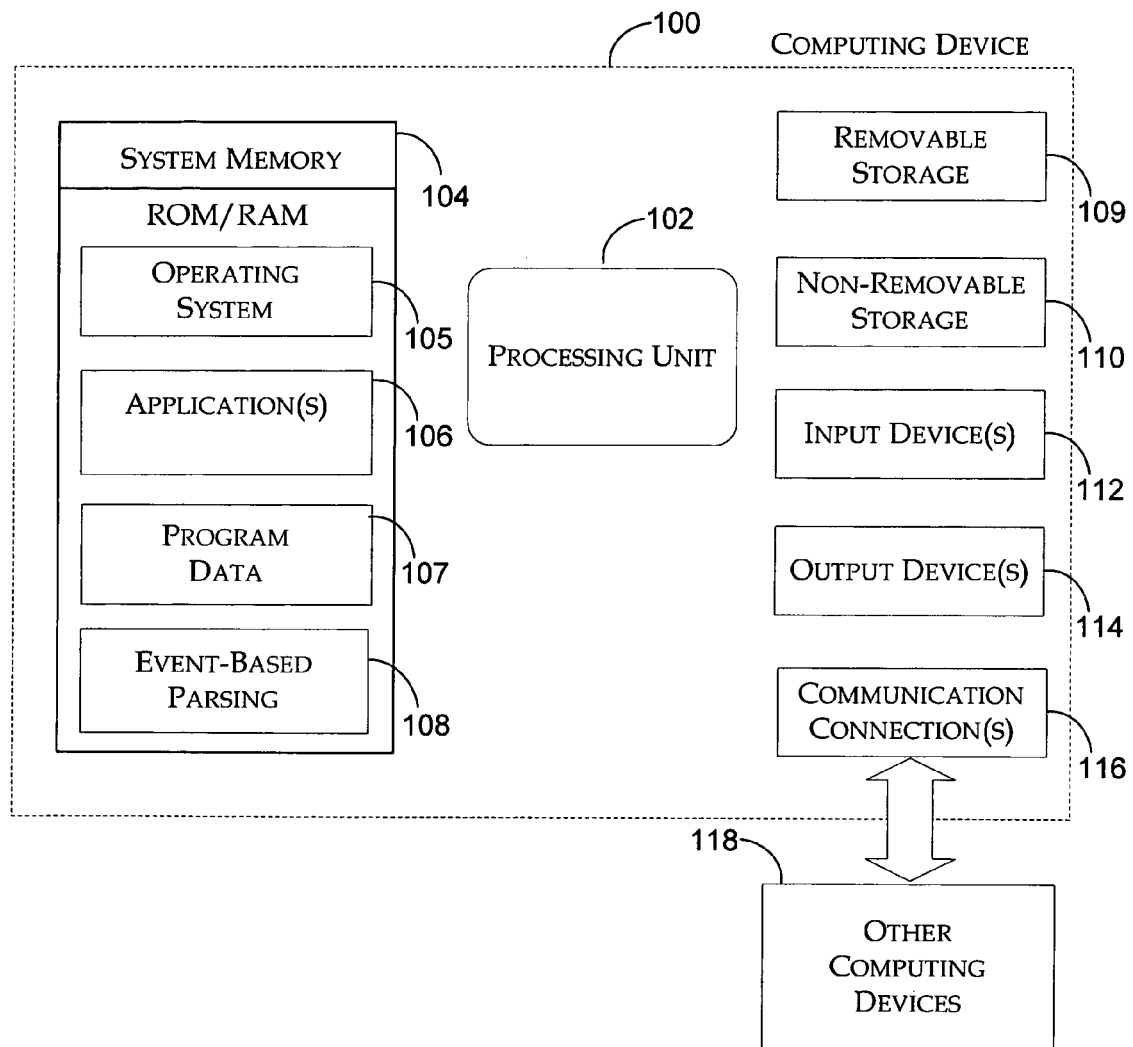 100
COMPUTING DEVICE
SYSTEM MEMORY
104
ROM/RAM
OPERATING
SYSTEM
105
APPLICATION(S)
106
PROGRAM
DATA
107
EVENT-BASED
PARSING
108
102
PROCESSING UNIT
REMOVABLE
STORAGE
109
NON-REMOVABLE
STORAGE
110
INPUT DEVICE(S)
112
OUTPUT DEVICE(S)
114
COMMUNICATION
CONNECTION(S)
116
118
OTHER
COMPUTING
DEVICES